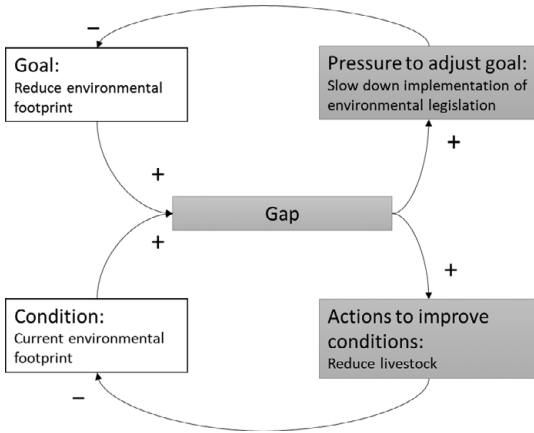 −
Goal:
Reduce environmental
footprint
Pressure to adjust goal:
Slow down implementation of
environmental legislation
+
+
Gap
+
+
Condition:
Current environmental
footprint
Actions to improve
conditions:
Reduce livestock
−